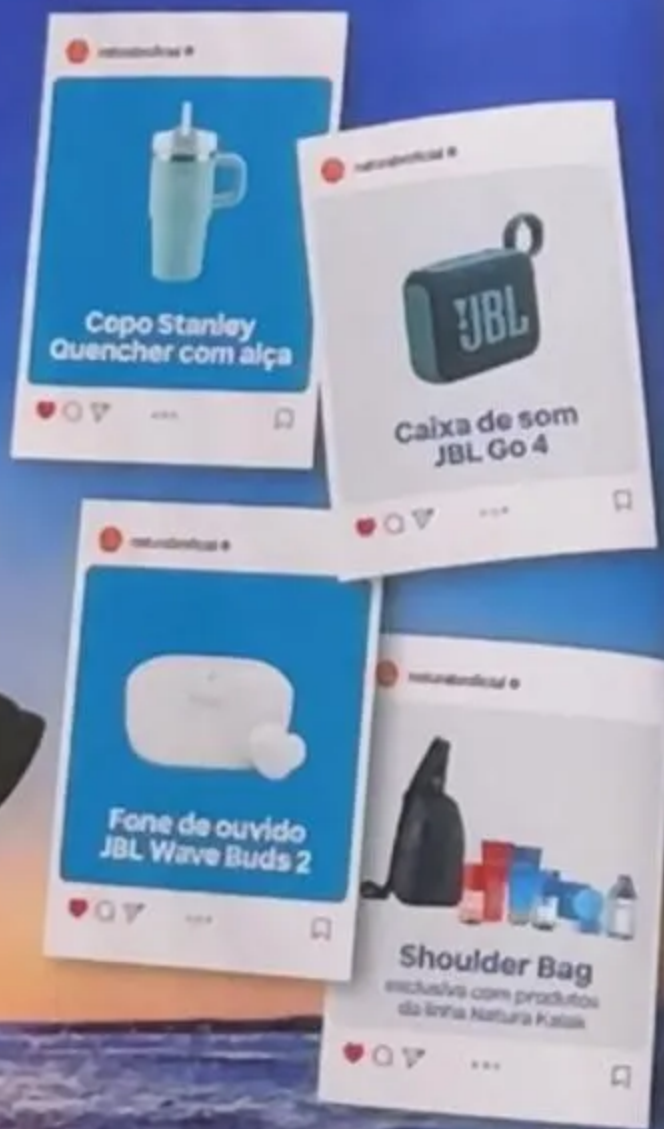 Copo Stanley
Quencher com alça
JBL
Caixa de som
JBL Go 4
Fone de ouvido
JBL Wave Buds 2
naturabroficial
Shoulder Bag
exclusiva com produtos
da linha Natura Kaiak